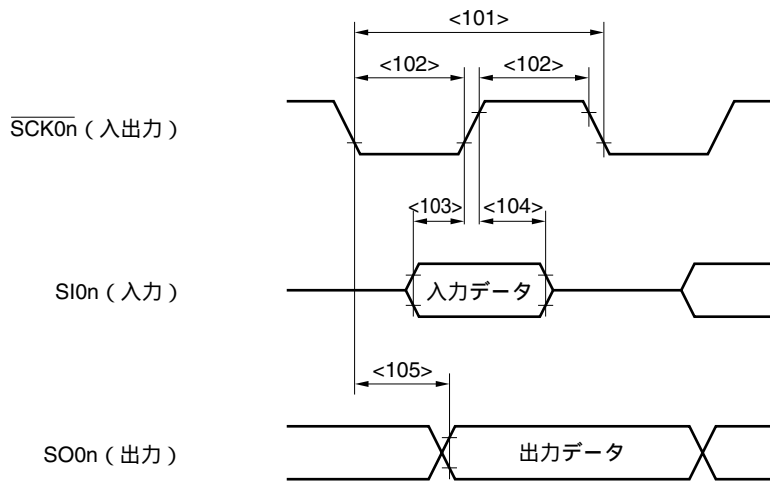 <101>
<102> <102>
SCK0n（入出力）
<103> <104>
SI0n（入力） 入力データ
<105>
SO0n（出力） 出力データ